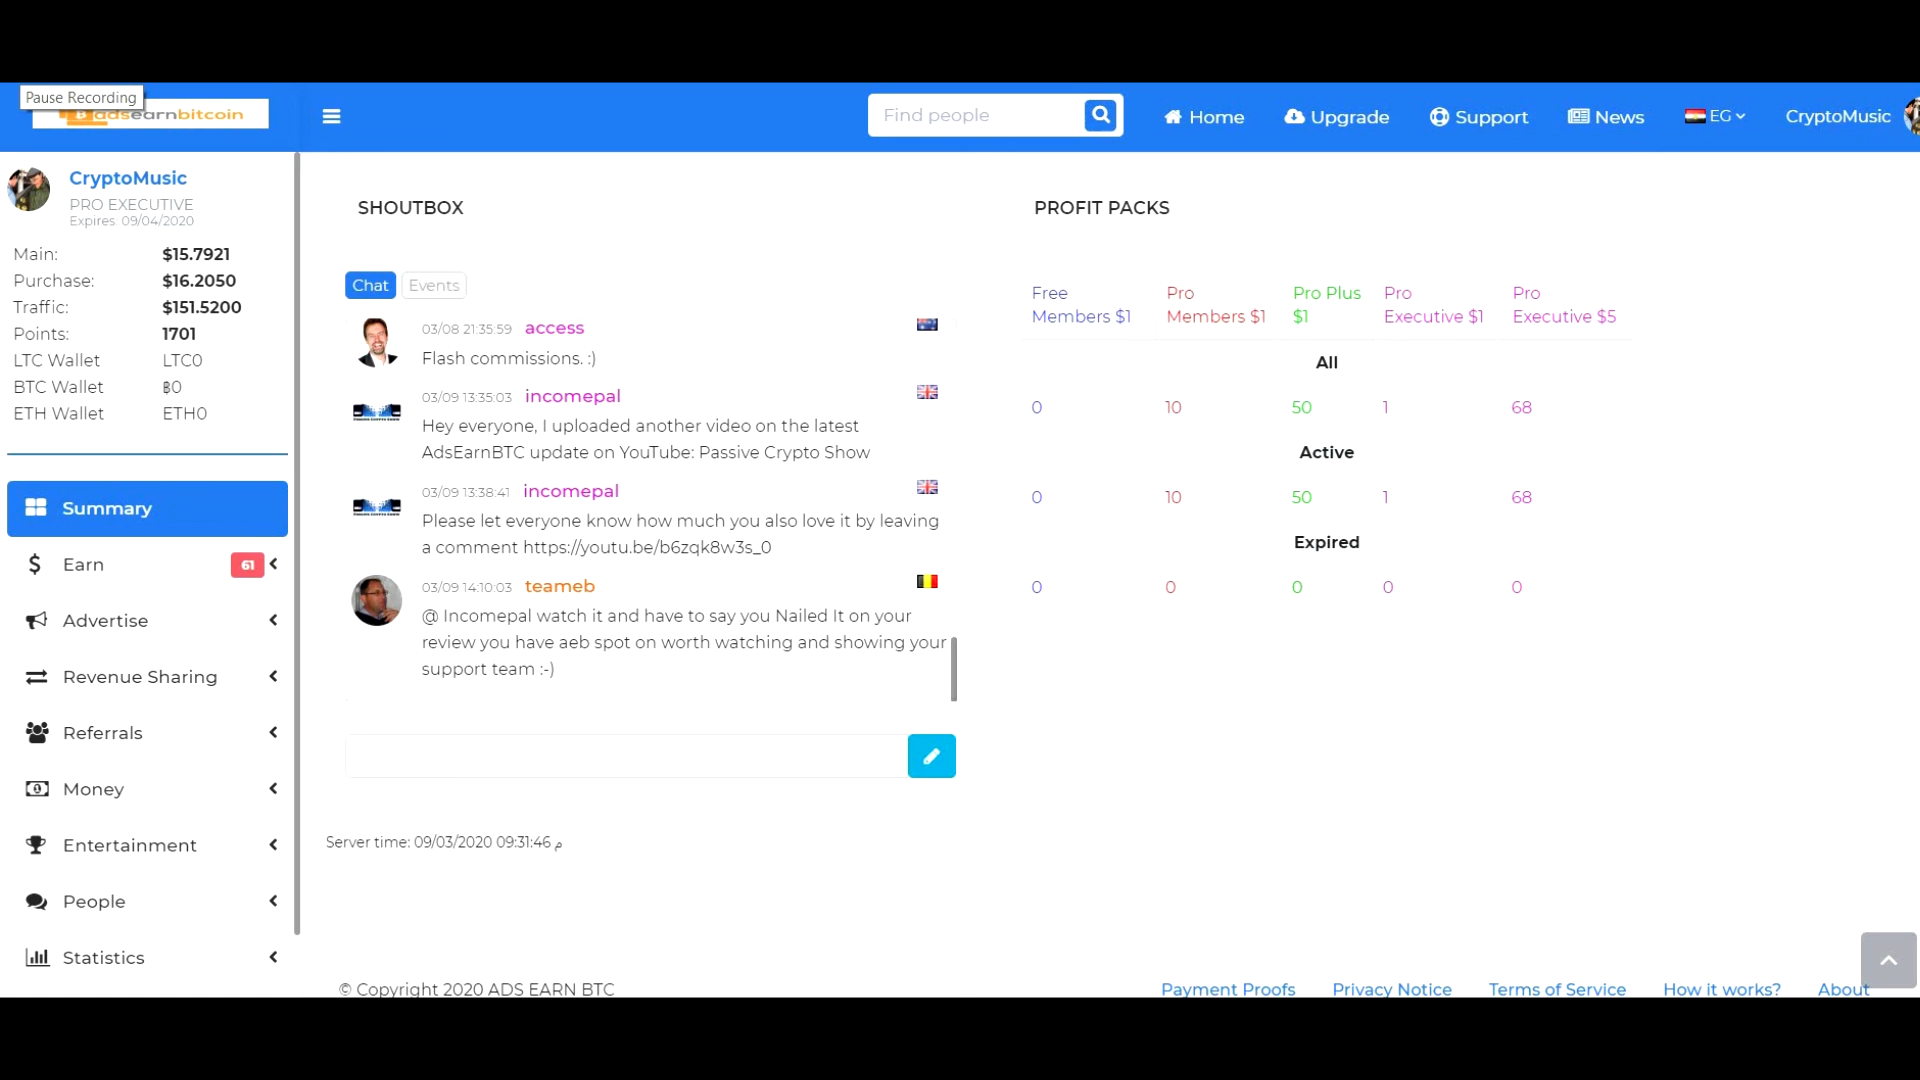 Pause Recording
adsearnbitcoin
Find people
Home
Upgrade
Support
News
EG
CryptoMusic
CryptoMusic
PRO EXECUTIVE
Expires: 09/04/2020
Main: $15.7921
Purchase: $16.2050
Traffic: $151.5200
Points: 1701
LTC Wallet LTC0
BTC Wallet ฿0
ETH Wallet ETH0
Summary
Earn 61
Advertise
Revenue Sharing
Referrals
Money
Entertainment
People
Statistics
SHOUTBOX
Chat Events
03/08 21:35:59 access
Flash commissions. :)
03/09 13:35:03 incomepal
Hey everyone, I uploaded another video on the latest
AdsEarnBTC update on YouTube: Passive Crypto Show
03/09 13:38:41 incomepal
Please let everyone know how much you also love it by leaving
a comment https://youtu.be/b6zqk8w3s_0
03/09 14:10:03 teameb
@ Incomepal watch it and have to say you Nailed It on your
review you have aeb spot on worth watching and showing your
support team :-)
Server time: 09/03/2020 09:31:46 م
PROFIT PACKS
Free Pro Pro Plus Pro Pro
Members $1 Members $1 $1 Executive $1 Executive $5
All
0 10 50 1 68
Active
0 10 50 1 68
Expired
0 0 0 0 0
© Copyright 2020 ADS EARN BTC
Payment Proofs Privacy Notice Terms of Service How it works? About